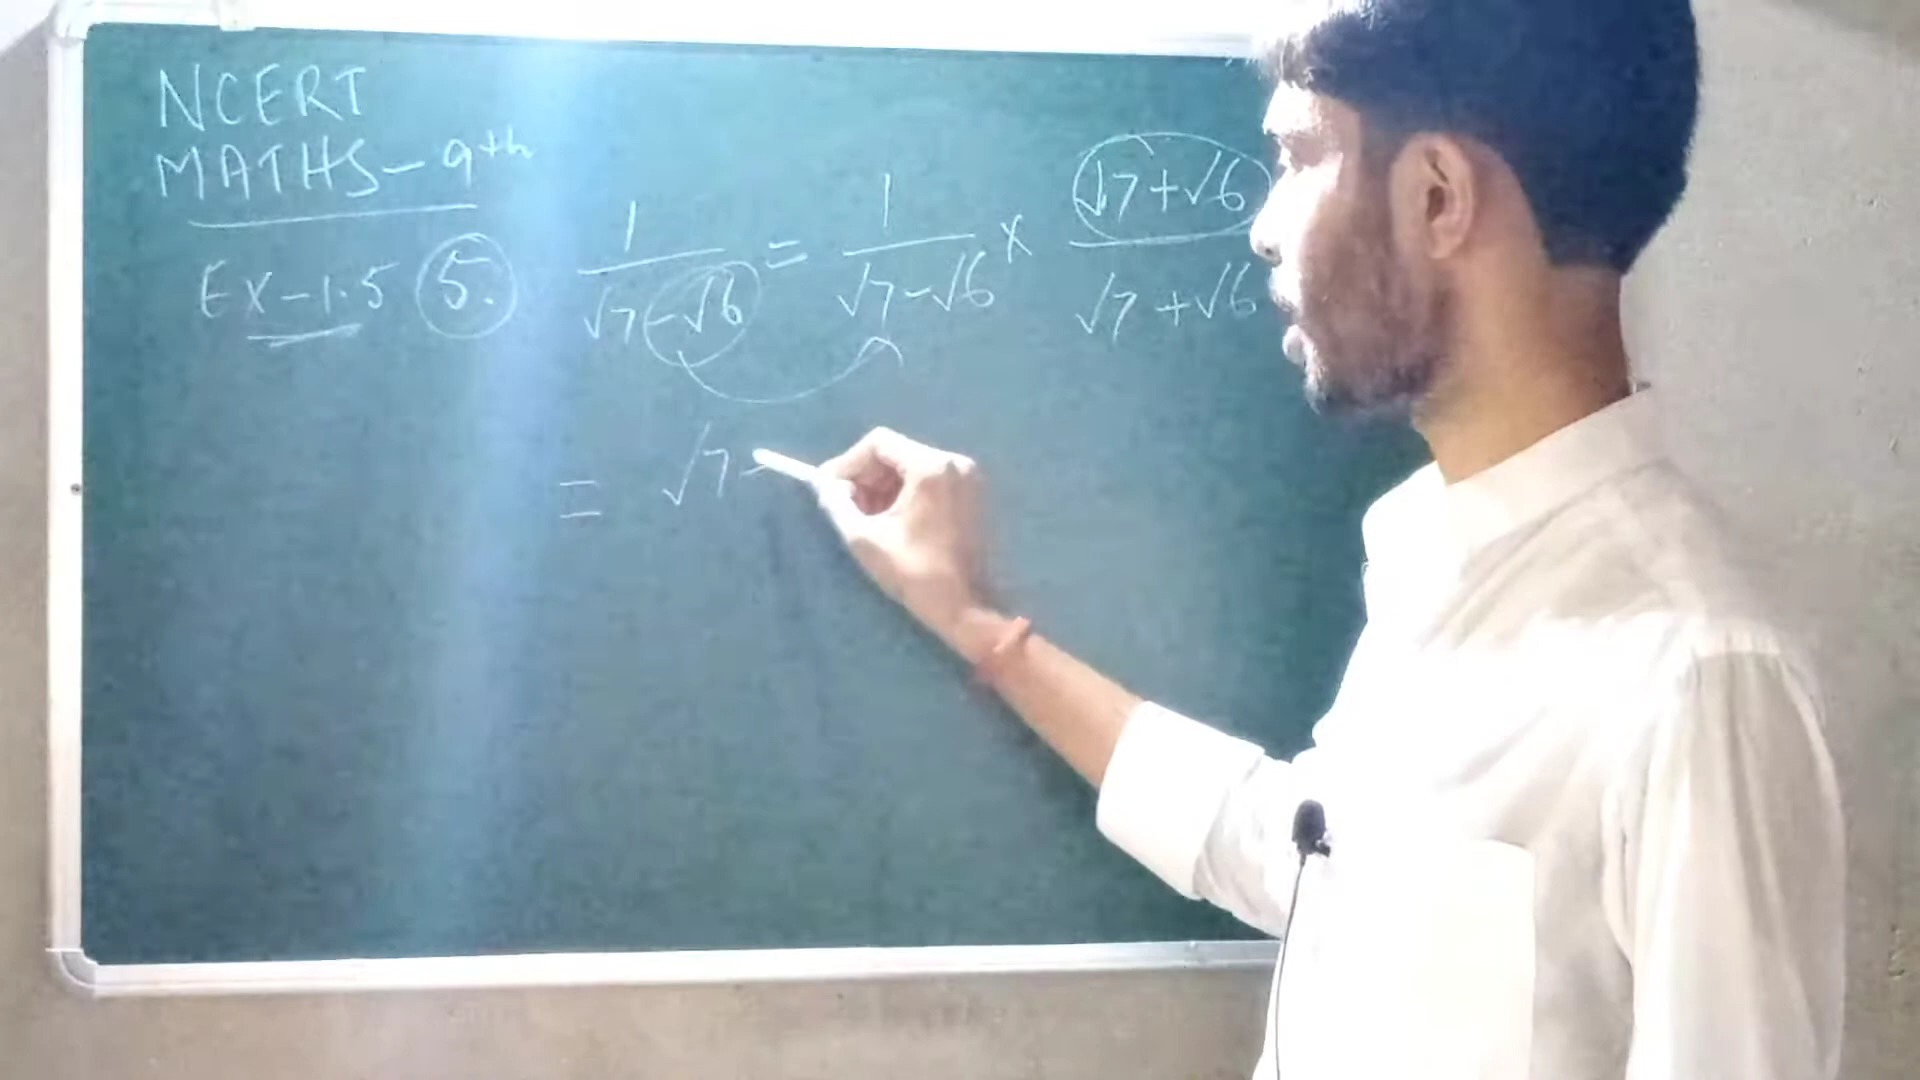 NCERT
MATHS-9th
EX-1.5 5. 1/(√7-√6) = 1/(√7-√6) x (√7+√6)/(√7+√6)
= √7